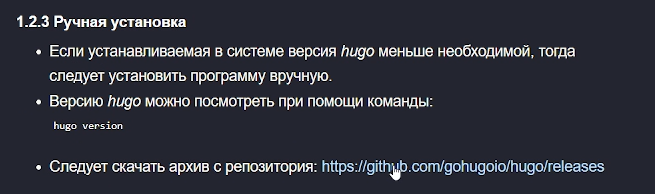 1.2.3 Ручная установка
• Если устанавливаемая в системе версия hugo меньше необходимой, тогда
следует установить программу вручную.
• Версию hugo можно посмотреть при помощи команды:
hugo version
• Следует скачать архив с репозитория: https://github.com/gohugoio/hugo/releases